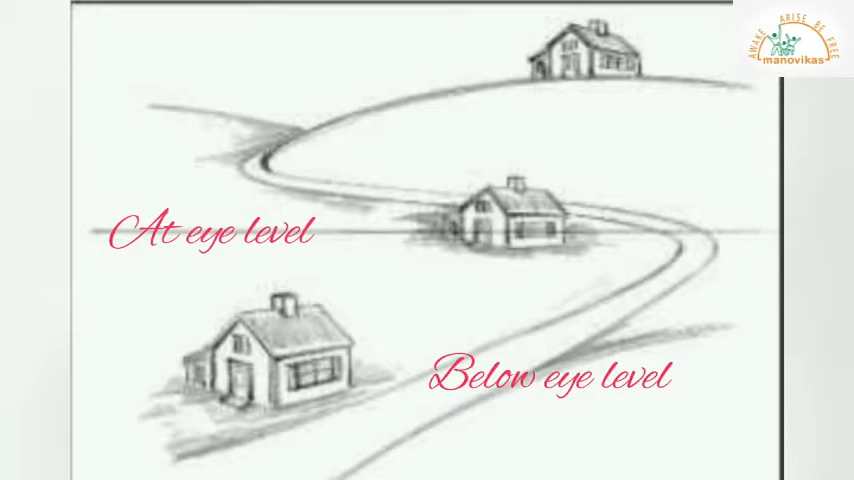 AWAKE ARISE BE FREE
manovikas
At eye level
Below eye level